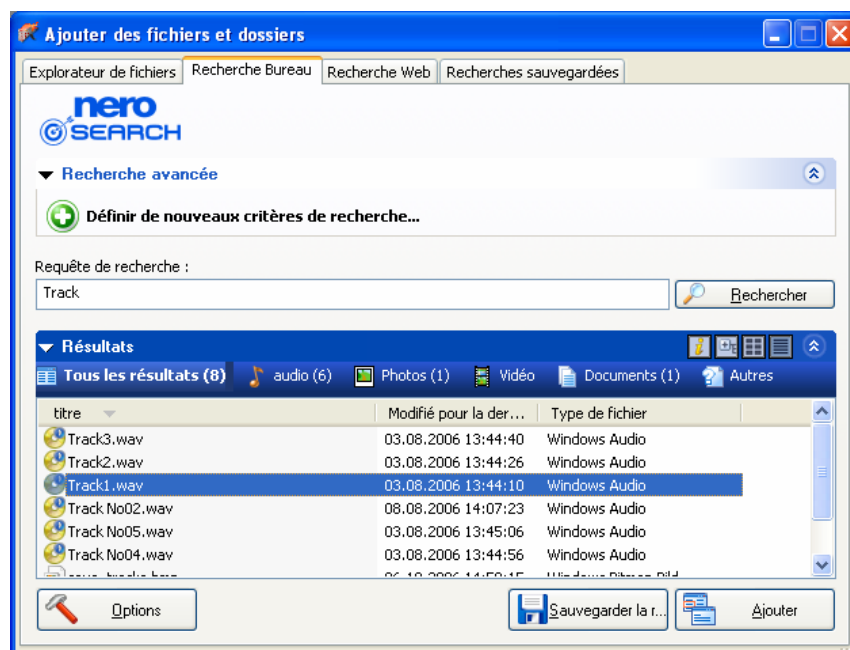 Ajouter des fichiers et dossiers
Explorateur de fichiers Recherche Bureau Recherche Web Recherches sauvegardées
nero
SEARCH
Recherche avancée
Définir de nouveaux critères de recherche...
Requête de recherche :
Track Rechercher
Résultats
Tous les résultats (8) audio (6) Photos (1) Vidéo Documents (1) Autres
titre Modifié pour la der... Type de fichier
Track3.wav 03.08.2006 13:44:40 Windows Audio
Track2.wav 03.08.2006 13:44:26 Windows Audio
Track1.wav 03.08.2006 13:44:10 Windows Audio
Track No02.wav 08.08.2006 14:07:23 Windows Audio
Track No05.wav 03.08.2006 13:45:06 Windows Audio
Track No04.wav 03.08.2006 13:44:56 Windows Audio
Options Sauvegarder la r... Ajouter